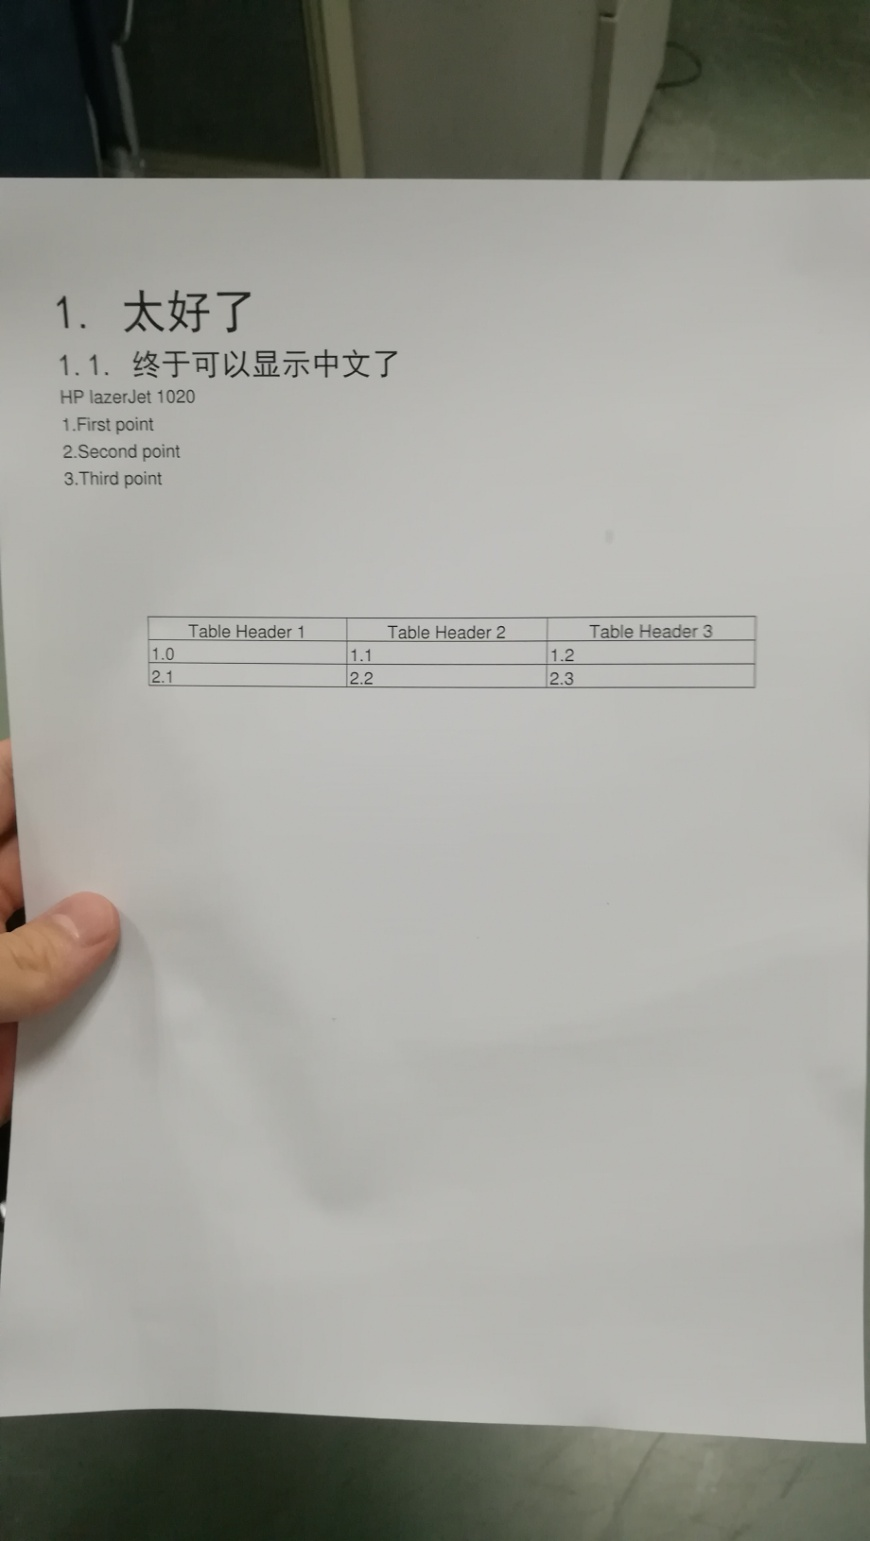 1. 太好了
1.1. 终于可以显示中文了
HP lazerJet 1020
1.First point
2.Second point
3.Third point
Table Header 1 Table Header 2 Table Header 3
1.0 1.1 1.2
2.1 2.2 2.3